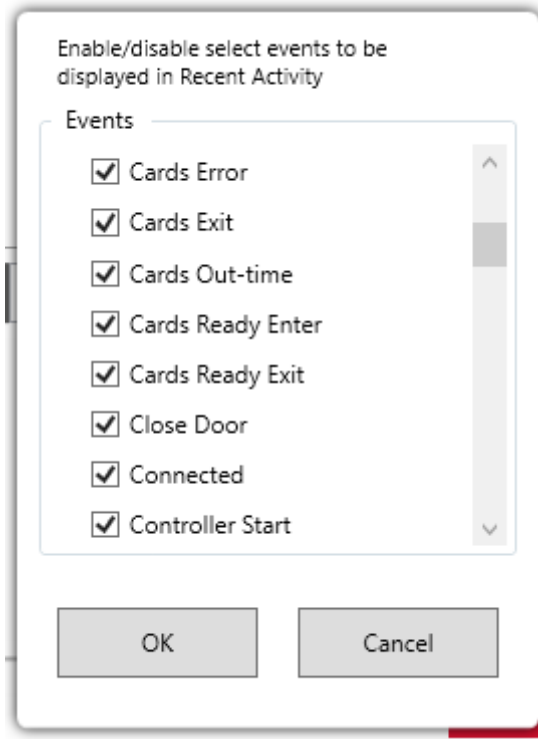 Enable/disable select events to be
displayed in Recent Activity
Events
Cards Error
Cards Exit
Cards Out-time
Cards Ready Enter
Cards Ready Exit
Close Door
Connected
Controller Start
OK
Cancel